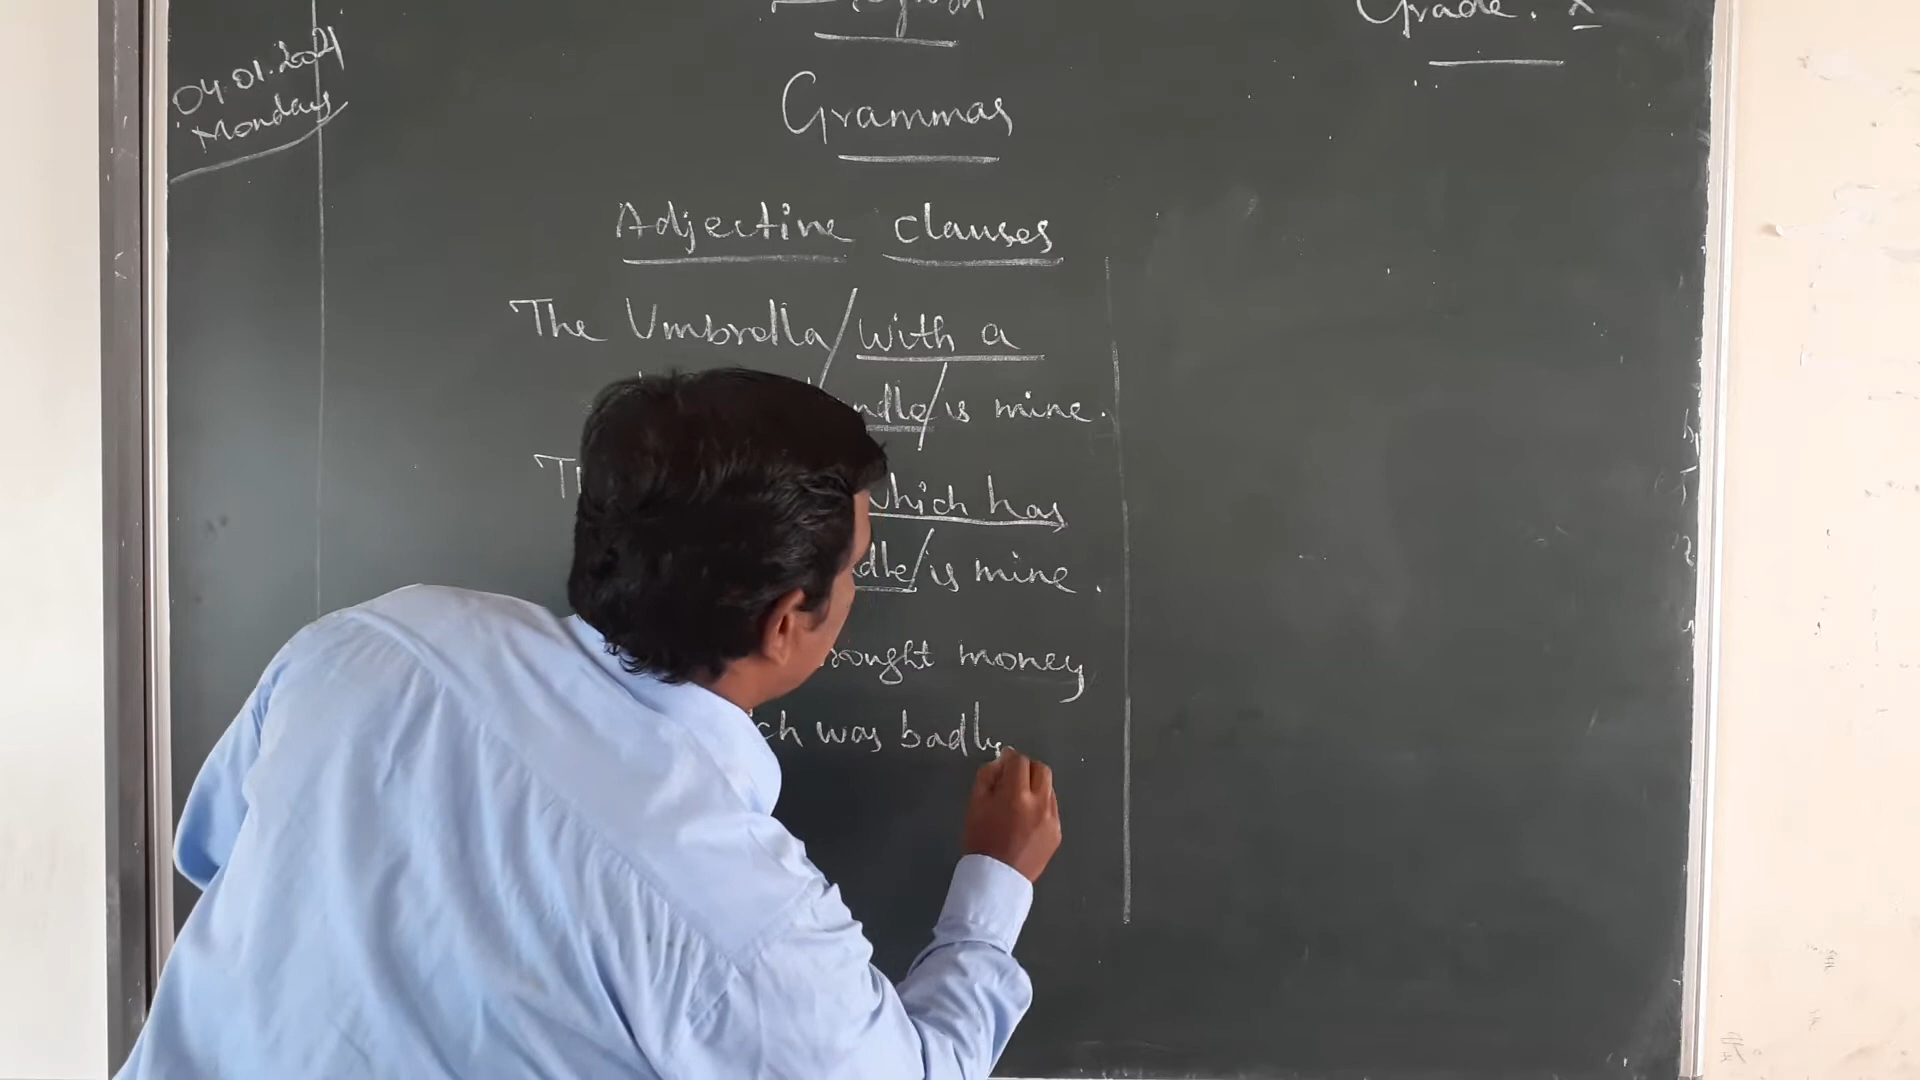 04.01.2021
Monday
Grade. X
Grammar
Adjective clauses
The Umbrella/with a
ndle/is mine.
which has
dle/is mine.
brought money
ch was badly